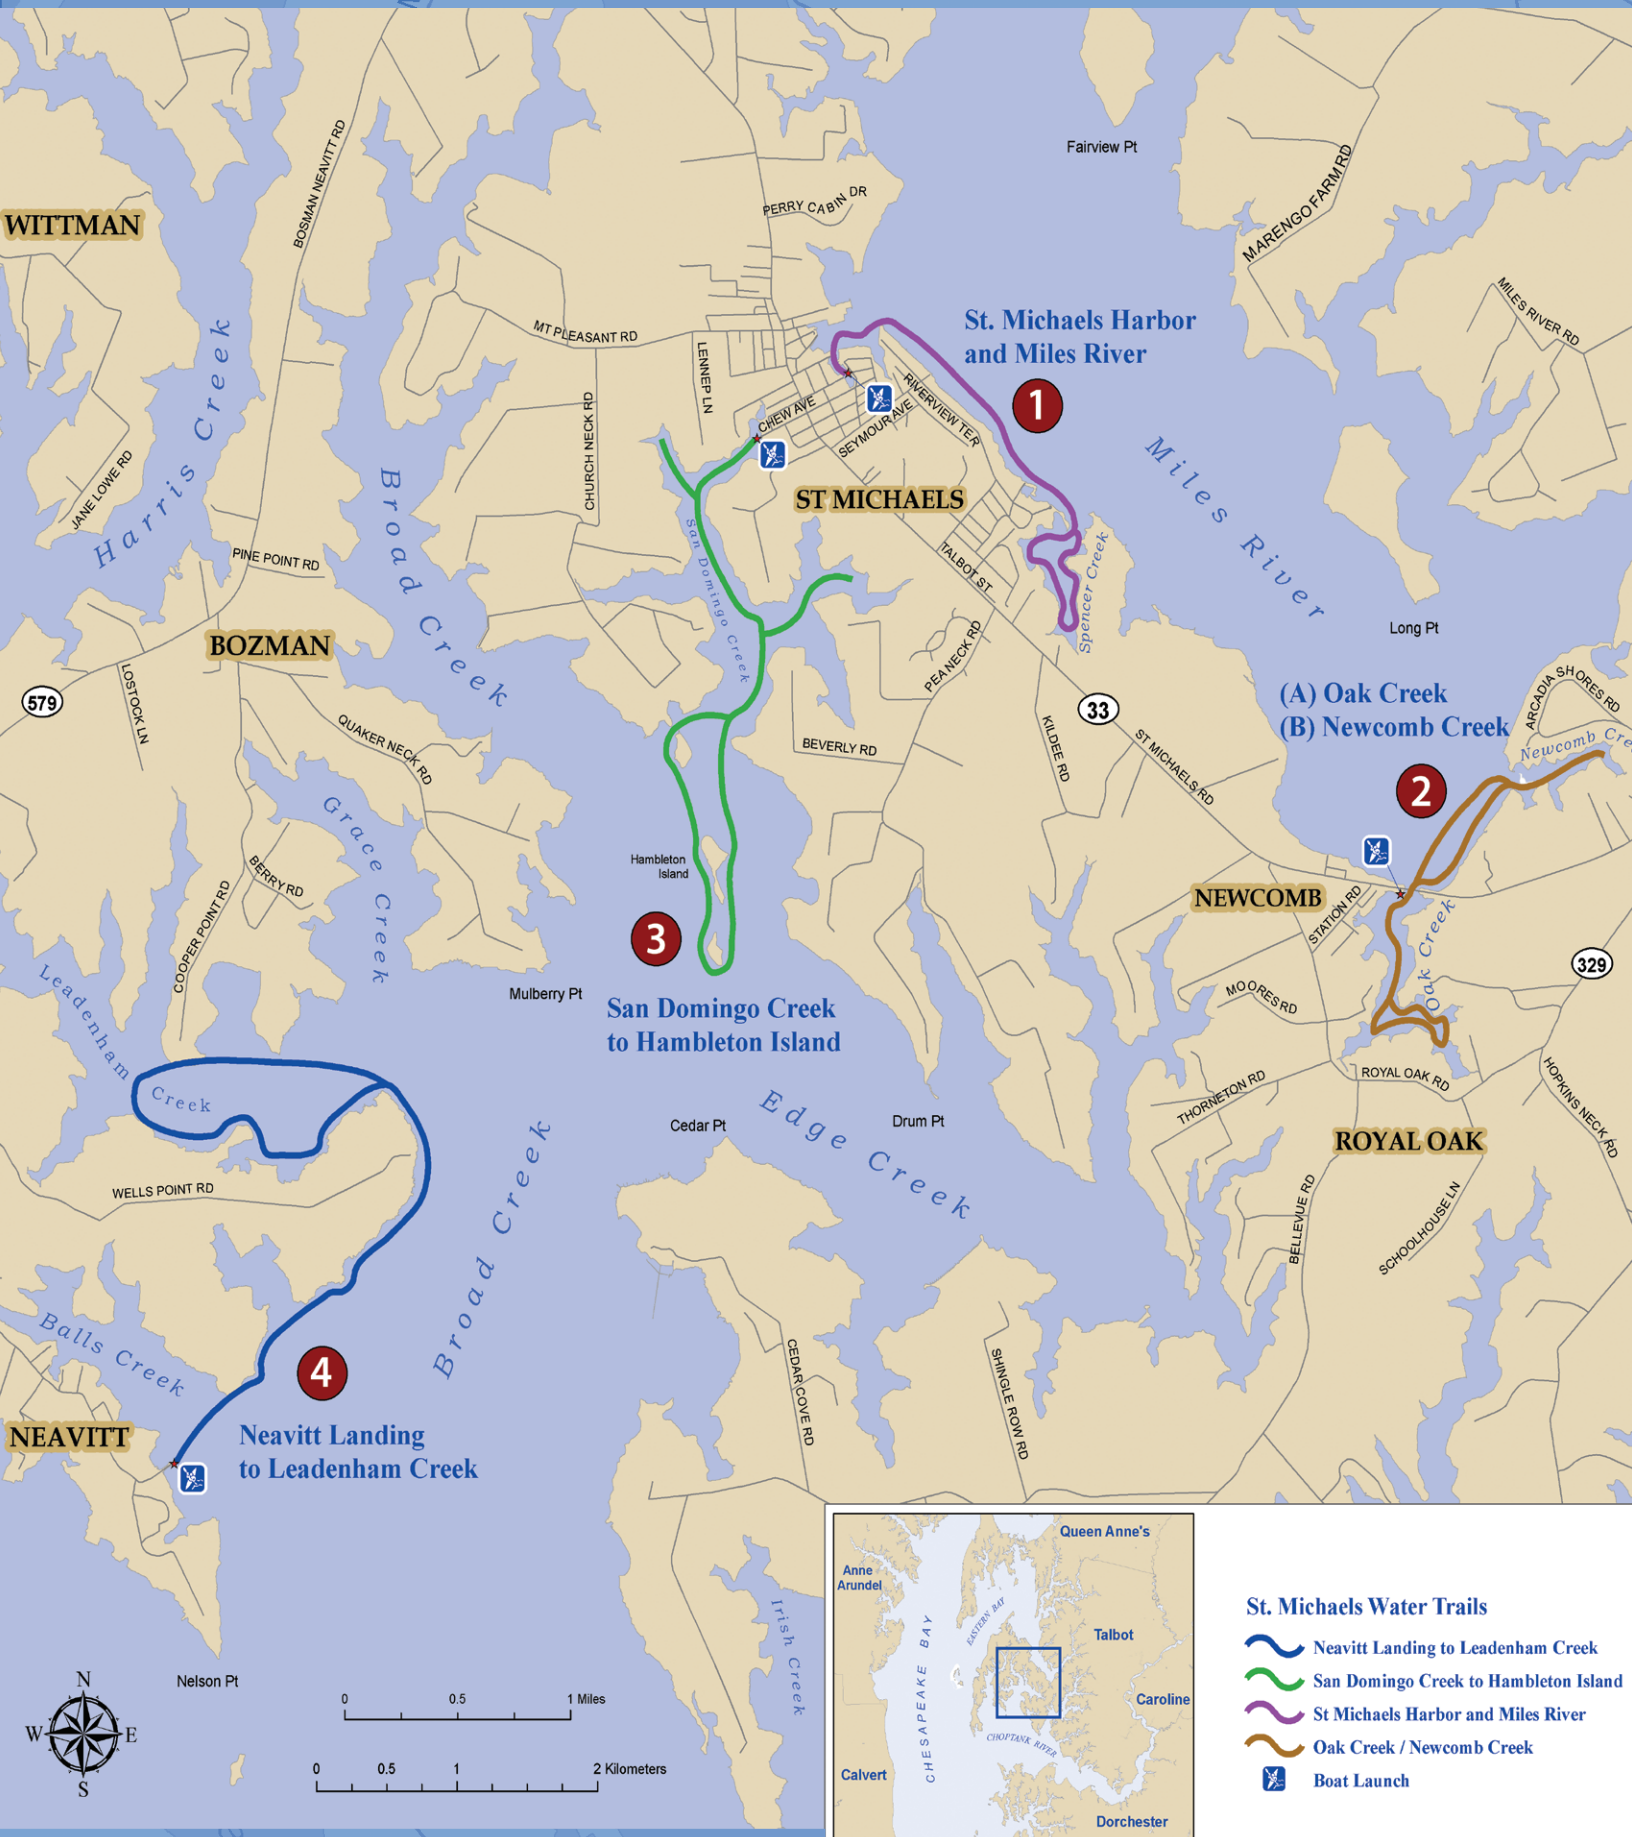 Fairview Pt
BOSMAN NEAVITT RD
MARENGO FARM RD
PERRY CABIN DR
WITTMAN
MILES RIVER RD
St. Michaels Harbor
and Miles River
1
MT PLEASANT RD
LENNEP LN
Harris Creek
RIVERVIEW TER
CHEW AVE
SEYMOUR AVE
CHURCH NECK RD
JANE LOWE RD
Broad Creek
ST MICHAELS
Miles River
San Domingo Creek
TALBOT ST
Spencer Creek
PINE POINT RD
BOZMAN
Long Pt
PEA NECK RD
579
LOSTOCK LN
33
(A) Oak Creek
(B) Newcomb Creek
ARCADIA SHORES RD
Newcomb Cre
QUAKER NECK RD
BEVERLY RD
KILDEE RD
ST MICHAELS RD
2
Grace Creek
Hambleton
Island
BERRY RD
COOPER POINT RD
NEWCOMB
STATION RD
Oak Creek
3
329
Leadenham
Creek
Mulberry Pt
San Domingo Creek
to Hambleton Island
MOORES RD
THORNETON RD
ROYAL OAK RD
HOPKINS NECK RD
Edge Creek
Cedar Pt
Drum Pt
ROYAL OAK
WELLS POINT RD
Broad Creek
BELLEVUE RD
SCHOOLHOUSE LN
Balls Creek
4
CEDAR COVE RD
SHINGLE ROW RD
NEAVITT
Neavitt Landing
to Leadenham Creek
Irish Creek
Nelson Pt
N
W E
S
0 0.5 1 Miles
0 0.5 1 2 Kilometers
Queen Anne's
Anne
Arundel
EASTERN BAY
CHESAPEAKE BAY
Talbot
Caroline
CHOPTANK RIVER
Calvert
Dorchester
St. Michaels Water Trails
Neavitt Landing to Leadenham Creek
San Domingo Creek to Hambleton Island
St Michaels Harbor and Miles River
Oak Creek / Newcomb Creek
Boat Launch